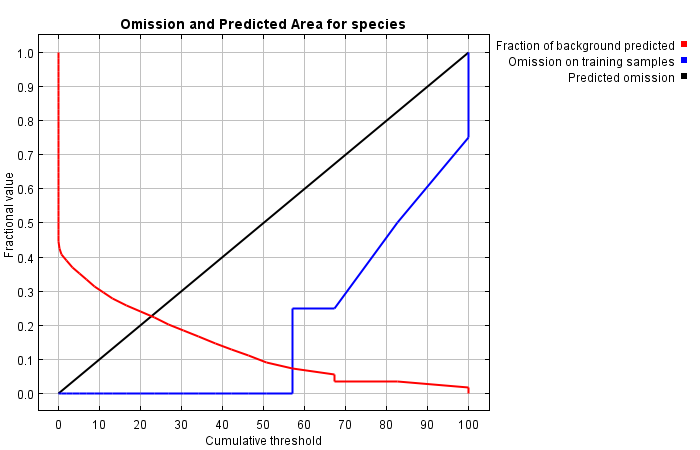 Omission and Predicted Area for species
Fraction of background predicted
Omission on training samples
Predicted omission
Fractional value
1.0
0.9
0.8
0.7
0.6
0.5
0.4
0.3
0.2
0.1
0.0
0 10 20 30 40 50 60 70 80 90 100
Cumulative threshold